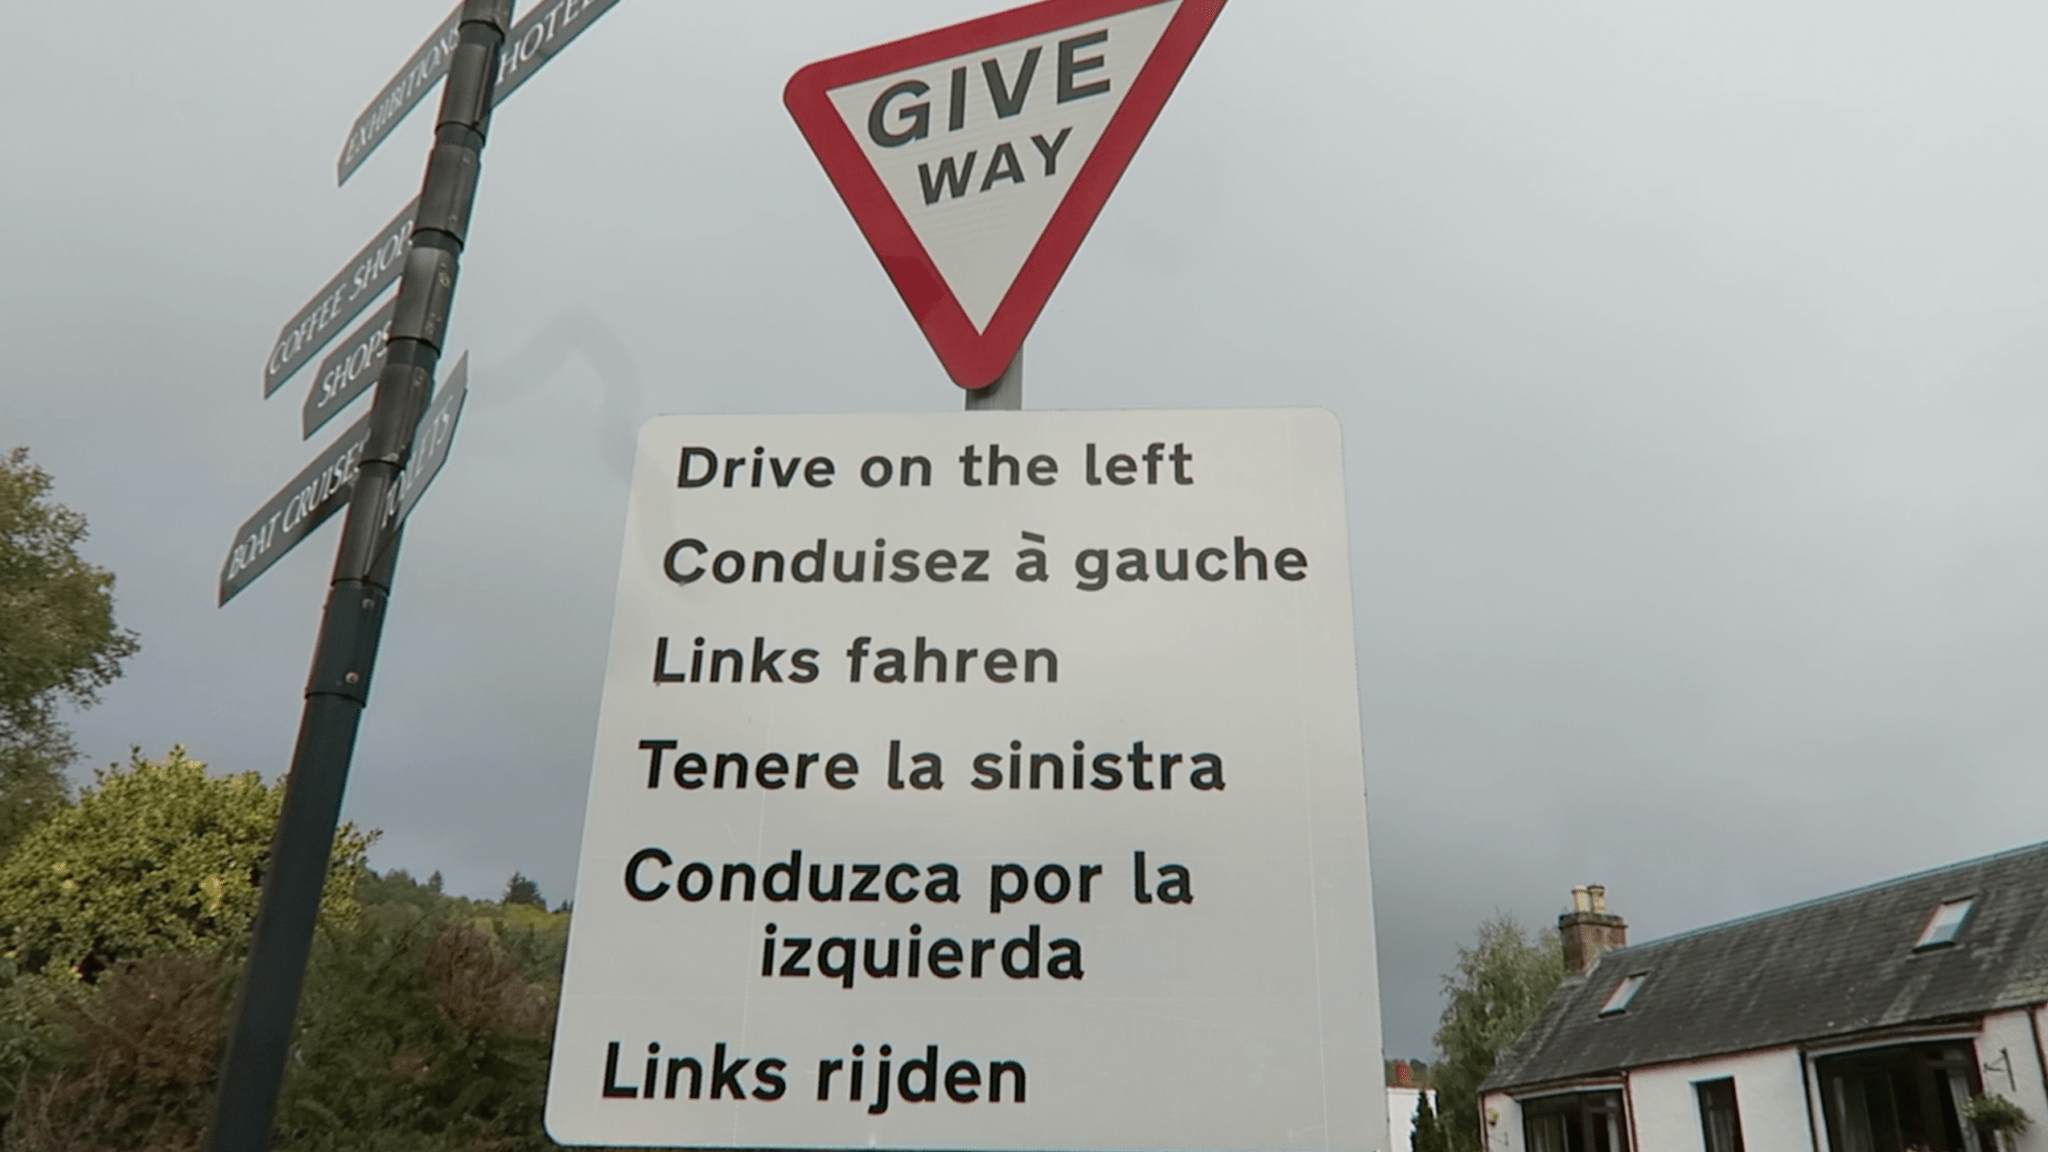 EXHIBITIONS
HOTEL
COFFEE SHOP
SHOPS
BOAT CRUISES
TOILETS
GIVE
WAY
Drive on the left
Conduisez à gauche
Links fahren
Tenere la sinistra
Conduzca por la
izquierda
Links rijden